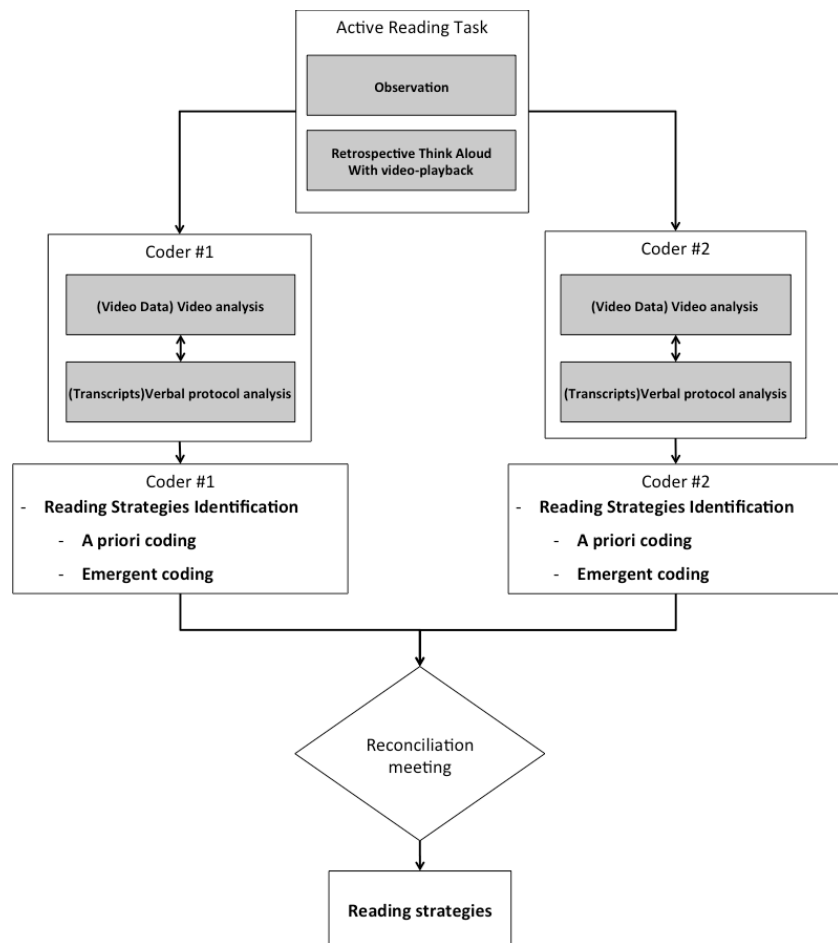 Active Reading Task
Observation
Retrospective Think Aloud
With video-playback
Coder #1
(Video Data) Video analysis
(Transcripts)Verbal protocol analysis
Coder #2
(Video Data) Video analysis
(Transcripts)Verbal protocol analysis
Coder #1
- Reading Strategies Identification
- A priori coding
- Emergent coding
Coder #2
- Reading Strategies Identification
- A priori coding
- Emergent coding
Reconciliation
meeting
Reading strategies